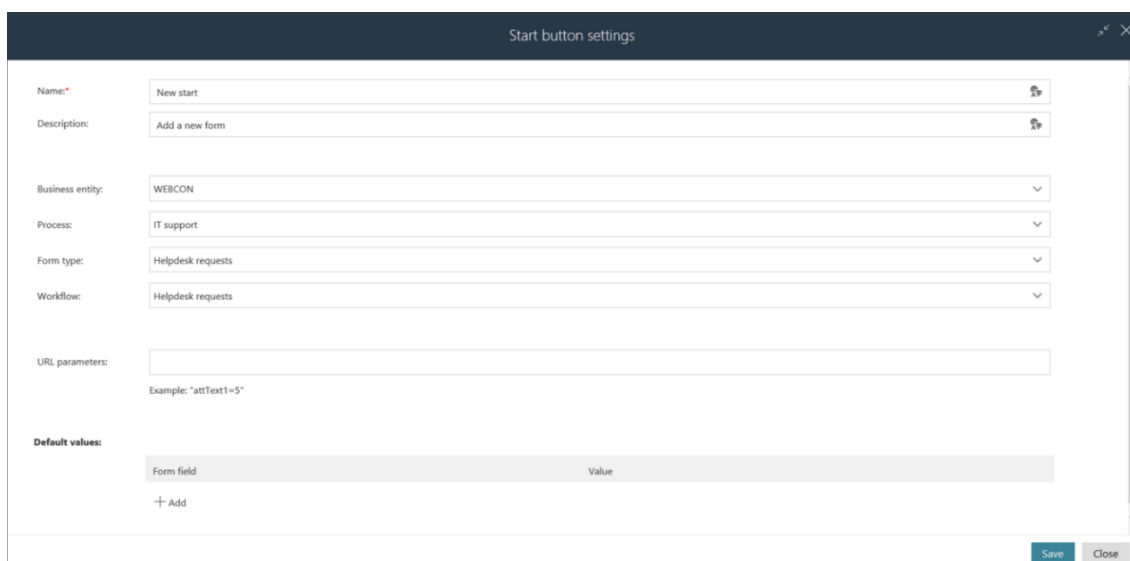 Start button settings
Name:* New start
Description: Add a new form
Business entity: WEBCON
Process: IT support
Form type: Helpdesk requests
Workflow: Helpdesk requests
URL parameters:
Example: "attText1=5"
Default values:
Form field Value
+ Add
Save Close